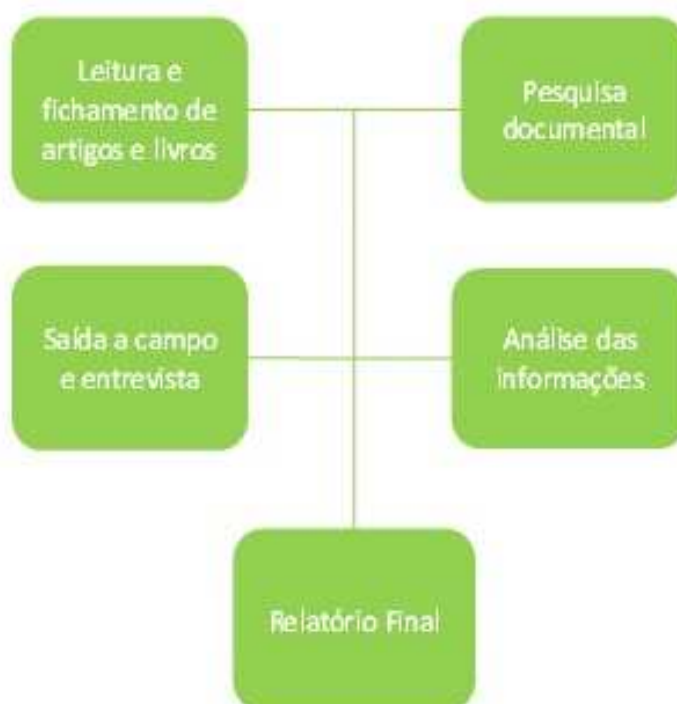 Leitura e
fichamento de
artigos e livros
Pesquisa
documental
Saída a campo
e entrevista
Análise das
informações
Relatório Final